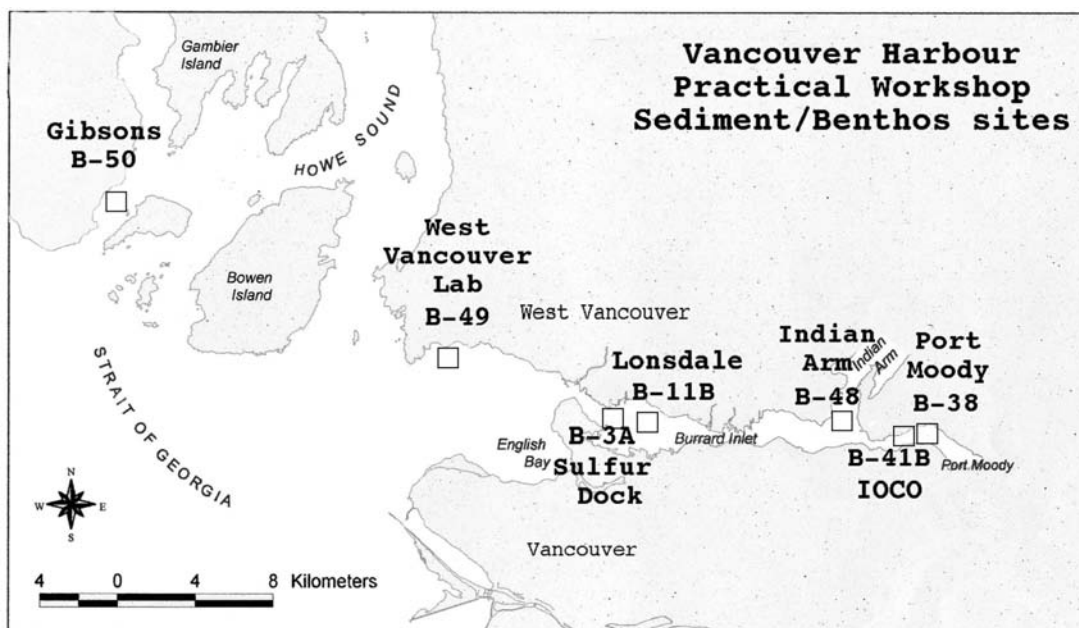 Vancouver Harbour
Practical Workshop
Sediment/Benthos sites
Gambier
Island
Gibsons
B-50
HOWE SOUND
West
Vancouver
Lab
B-49
Bowen
Island
West Vancouver
Lonsdale
B-11B
Indian
Arm
B-48
Indian
Arm
Port
Moody
B-38
STRAIT OF GEORGIA
English
Bay
B-3A
Sulfur
Dock
Burrard Inlet
B-41B
IOCO
Port Moody
Vancouver
N
W E
S
4 0 4 8 Kilometers